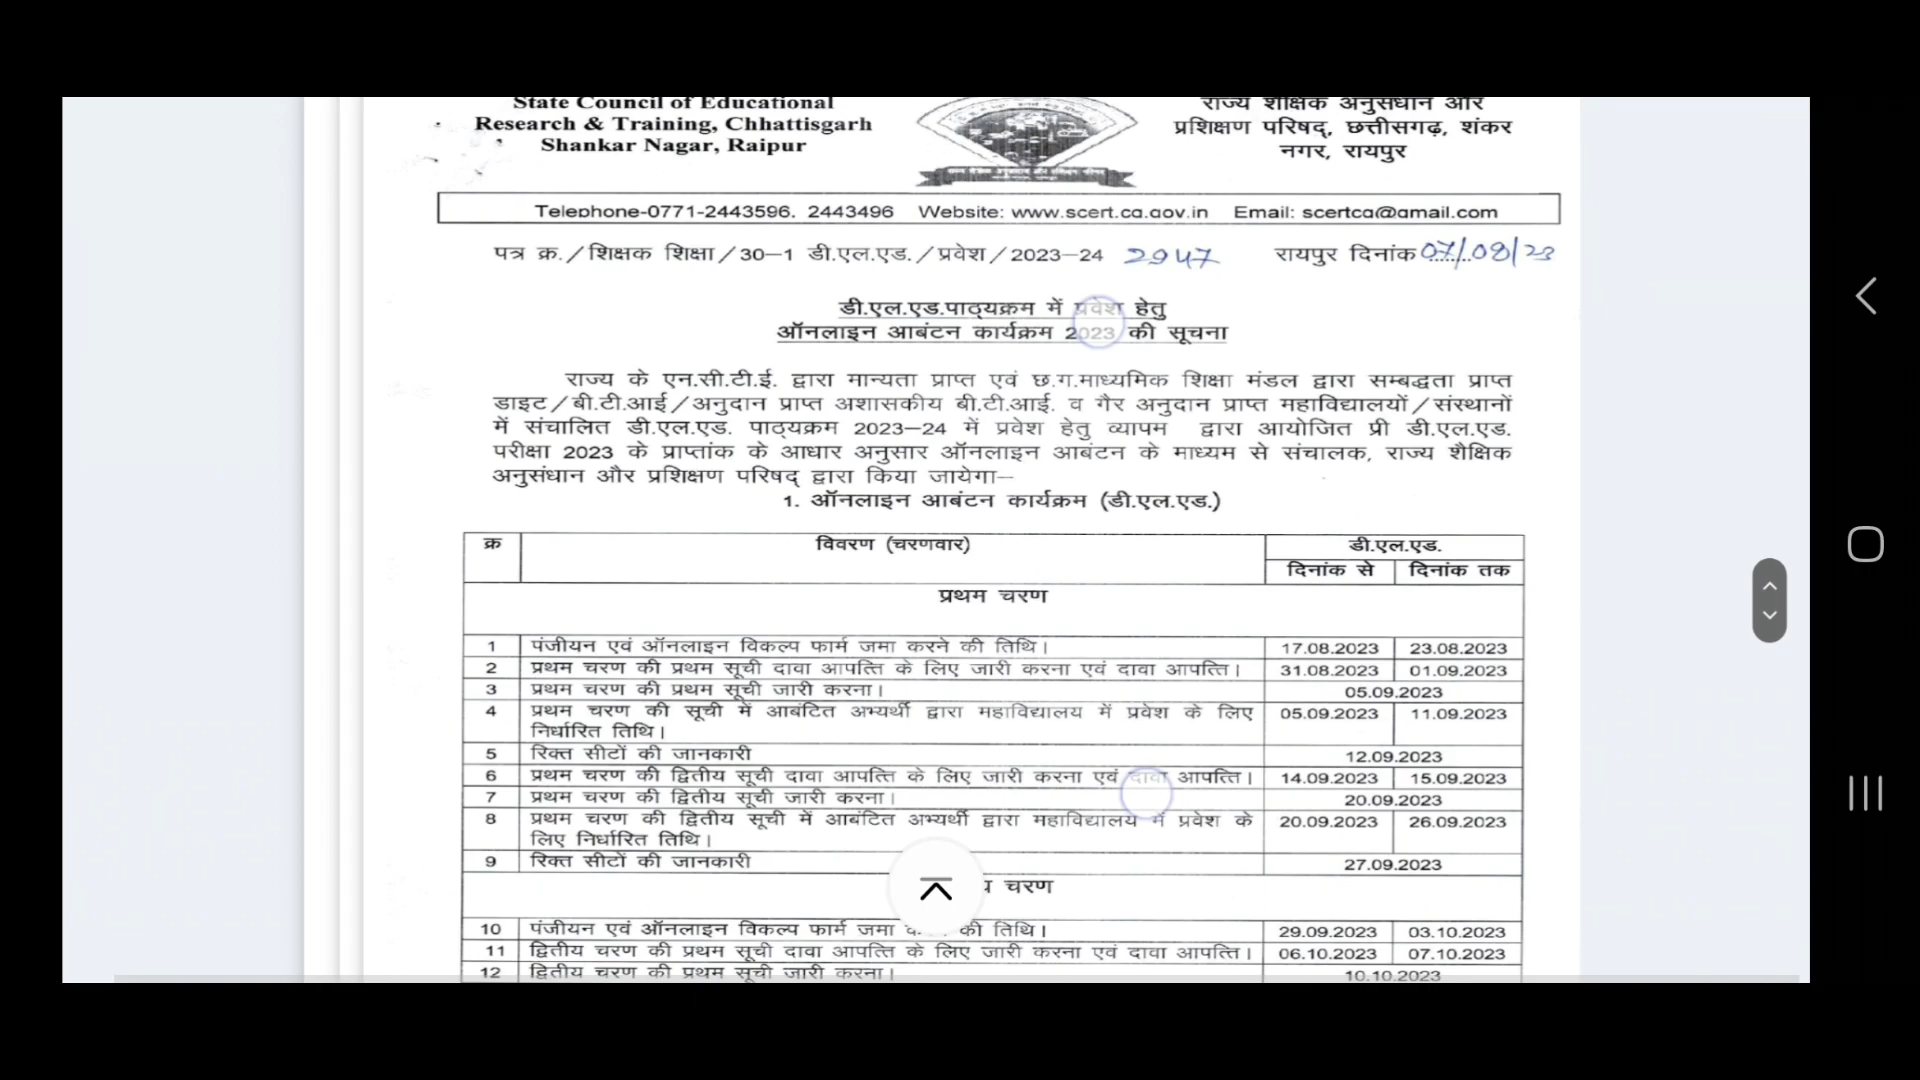 State Council of Educational
Research & Training, Chhattisgarh
Shankar Nagar, Raipur
राज्य शैक्षिक अनुसंधान और
प्रशिक्षण परिषद्, छत्तीसगढ़, शंकर
नगर, रायपुर
Telephone-0771-2443596, 2443496 Website: www.scert.cg.gov.in Email: scertcg@gmail.com
पत्र क्र./शिक्षक शिक्षा/30-1 डी.एल.एड./प्रवेश/2023-24 2947 रायपुर दिनांक 07/08/23
डी.एल.एड.पाठ्यक्रम में प्रवेश हेतु
ऑनलाइन आबंटन कार्यक्रम 2023 की सूचना
राज्य के एन.सी.टी.ई. द्वारा मान्यता प्राप्त एवं छ.ग.माध्यमिक शिक्षा मंडल द्वारा सम्बद्धता प्राप्त
डाइट/बी.टी.आई/अनुदान प्राप्त अशासकीय बी.टी.आई. व गैर अनुदान प्राप्त महाविद्यालयों/संस्थानों
में संचालित डी.एल.एड. पाठ्यक्रम 2023-24 में प्रवेश हेतु व्यापम द्वारा आयोजित प्री डी.एल.एड.
परीक्षा 2023 के प्राप्तांक के आधार अनुसार ऑनलाइन आबंटन के माध्यम से संचालक, राज्य शैक्षिक
अनुसंधान और प्रशिक्षण परिषद् द्वारा किया जायेगा-
1. ऑनलाइन आबंटन कार्यक्रम (डी.एल.एड.)
क्र विवरण (चरणवार) डी.एल.एड.
दिनांक से दिनांक तक
प्रथम चरण
1 पंजीयन एवं ऑनलाइन विकल्प फार्म जमा करने की तिथि। 17.08.2023 23.08.2023
2 प्रथम चरण की प्रथम सूची दावा आपत्ति के लिए जारी करना एवं दावा आपत्ति। 31.08.2023 01.09.2023
3 प्रथम चरण की प्रथम सूची जारी करना। 05.09.2023
4 प्रथम चरण की सूची में आबंटित अभ्यर्थी द्वारा महाविद्यालय में प्रवेश के लिए 05.09.2023 11.09.2023
निर्धारित तिथि।
5 रिक्त सीटों की जानकारी 12.09.2023
6 प्रथम चरण की द्वितीय सूची दावा आपत्ति के लिए जारी करना एवं दावा आपत्ति। 14.09.2023 15.09.2023
7 प्रथम चरण की द्वितीय सूची जारी करना। 20.09.2023
8 प्रथम चरण की द्वितीय सूची में आबंटित अभ्यर्थी द्वारा महाविद्यालय में प्रवेश के 20.09.2023 26.09.2023
लिए निर्धारित तिथि।
9 रिक्त सीटों की जानकारी 27.09.2023
चरण
10 पंजीयन एवं ऑनलाइन विकल्प फार्म जमा की तिथि। 29.09.2023 03.10.2023
11 द्वितीय चरण की प्रथम सूची दावा आपत्ति के लिए जारी करना एवं दावा आपत्ति। 06.10.2023 07.10.2023
12 द्वितीय चरण की प्रथम सूची जारी करना। 10.10.2023